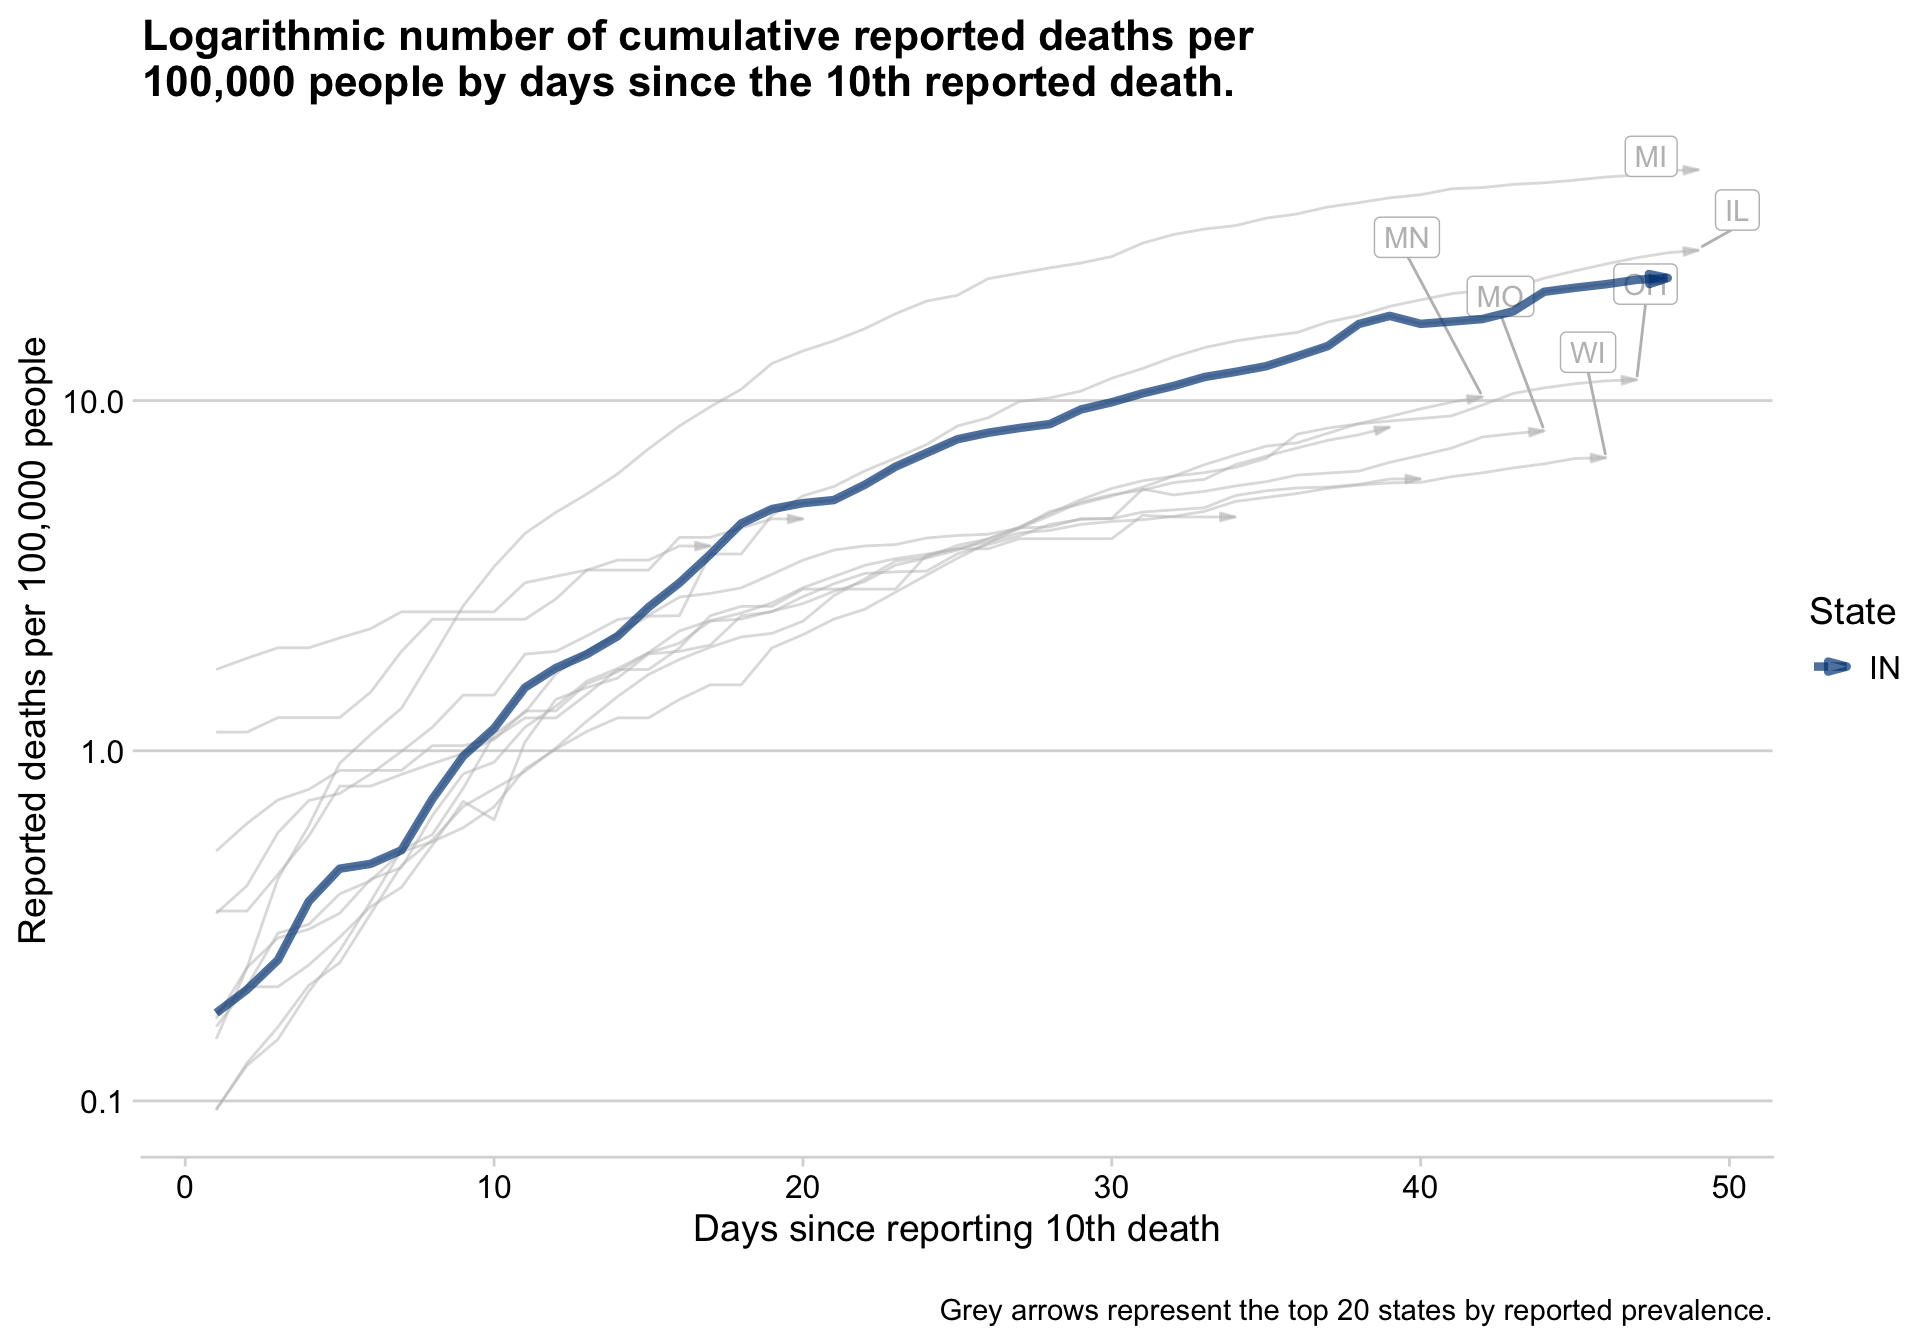 Logarithmic number of cumulative reported deaths per
100,000 people by days since the 10th reported death.
MI
IL
MN
MO
OH
WI
Reported deaths per 100,000 people
10.0
1.0
0.1
State
IN
0 10 20 30 40 50
Days since reporting 10th death
Grey arrows represent the top 20 states by reported prevalence.